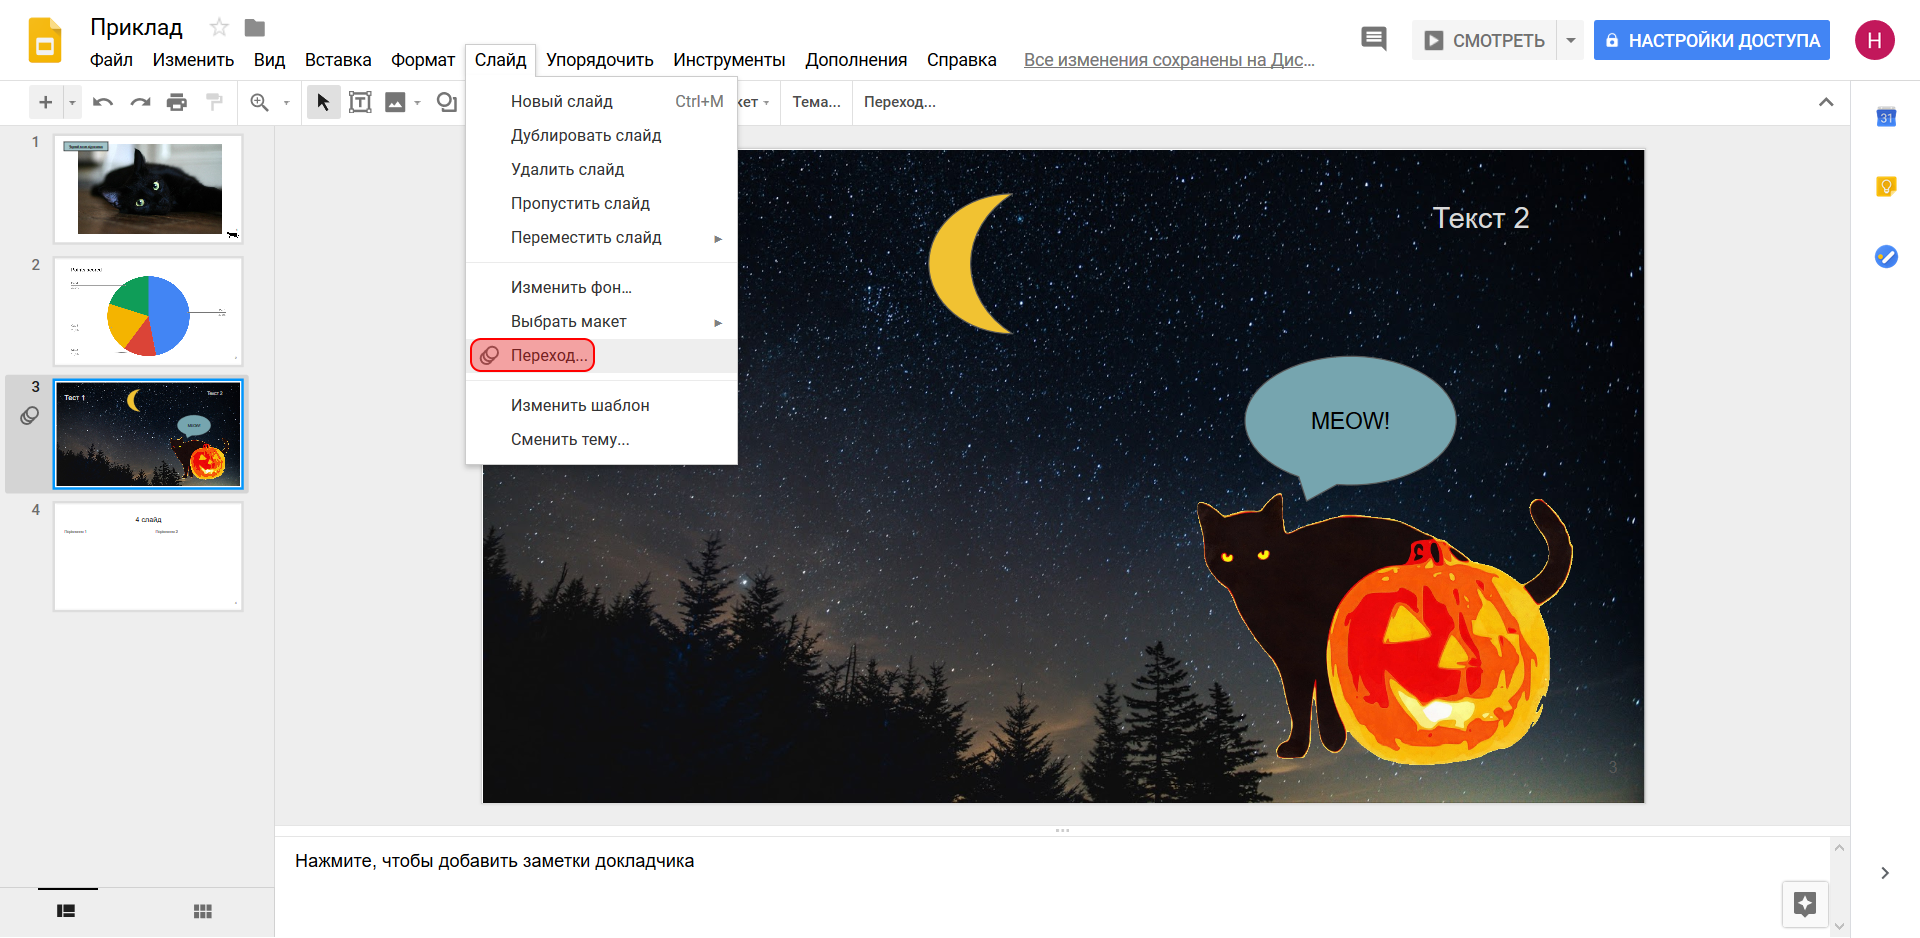 Приклад
Файл Изменить Вид Вставка Формат Слайд Упорядочить Инструменты Дополнения Справка Все изменения сохранены на Дис...
СМОТРЕТЬ
НАСТРОЙКИ ДОСТУПА
Н
кет Тема... Переход...
31
Новый слайд Ctrl+M
Дублировать слайд
Удалить слайд
Пропустить слайд
Переместить слайд
Изменить фон...
Выбрать макет
Переход...
Изменить шаблон
Сменить тему...
1
2
3
Текст 2
MEOW!
4
4 слайд
Текст 2
MEOW!
3
Нажмите, чтобы добавить заметки докладчика